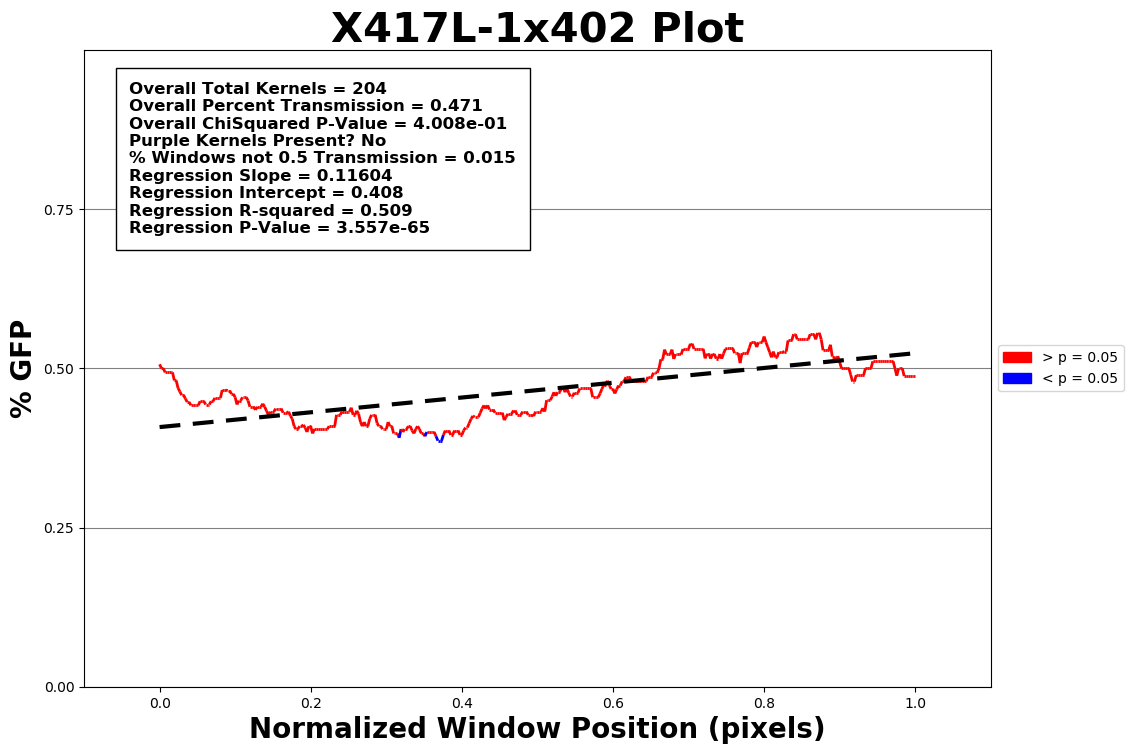 X417L-1x402 Plot
Overall Total Kernels = 204
Overall Percent Transmission = 0.471
Overall ChiSquared P-Value = 4.008e-01
Purple Kernels Present? No
% Windows not 0.5 Transmission = 0.015
Regression Slope = 0.11604
Regression Intercept = 0.408
Regression R-squared = 0.509
Regression P-Value = 3.557e-65
% GFP
0.75
0.50
0.25
0.00
> p = 0.05
< p = 0.05
0.0 0.2 0.4 0.6 0.8 1.0
Normalized Window Position (pixels)